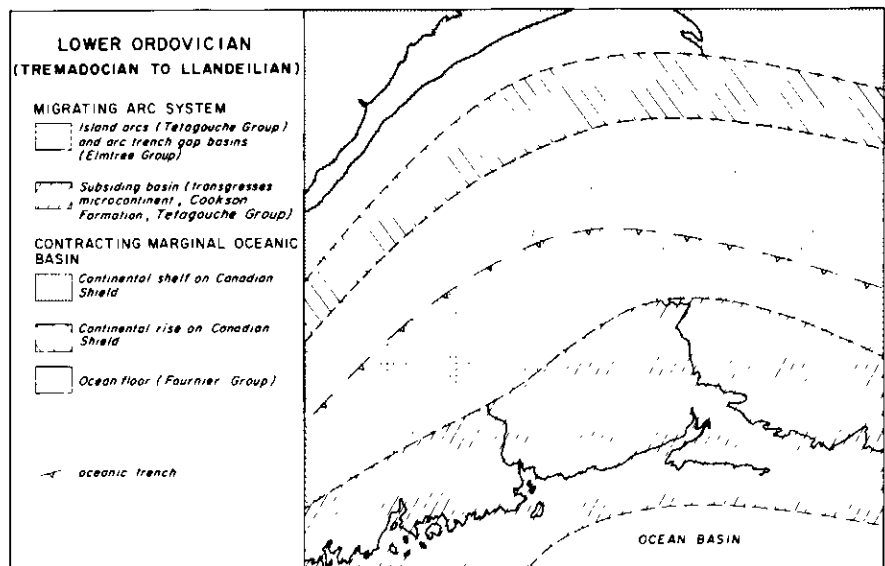 LOWER ORDOVICIAN
(TREMADOCIAN TO LLANDEILIAN)
MIGRATING ARC SYSTEM
Island arcs (Tetagouche Group)
and arc trench gap basins
(Elmtree Group)
Subsiding basin (transgresses
microcontinent, Cookson
Formation, Tetagouche Group)
CONTRACTING MARGINAL OCEANIC
BASIN
Continental shelf on Canadian
Shield
Continental rise on Canadian
Shield
Ocean floor (Fournier Group)
oceanic trench
OCEAN BASIN